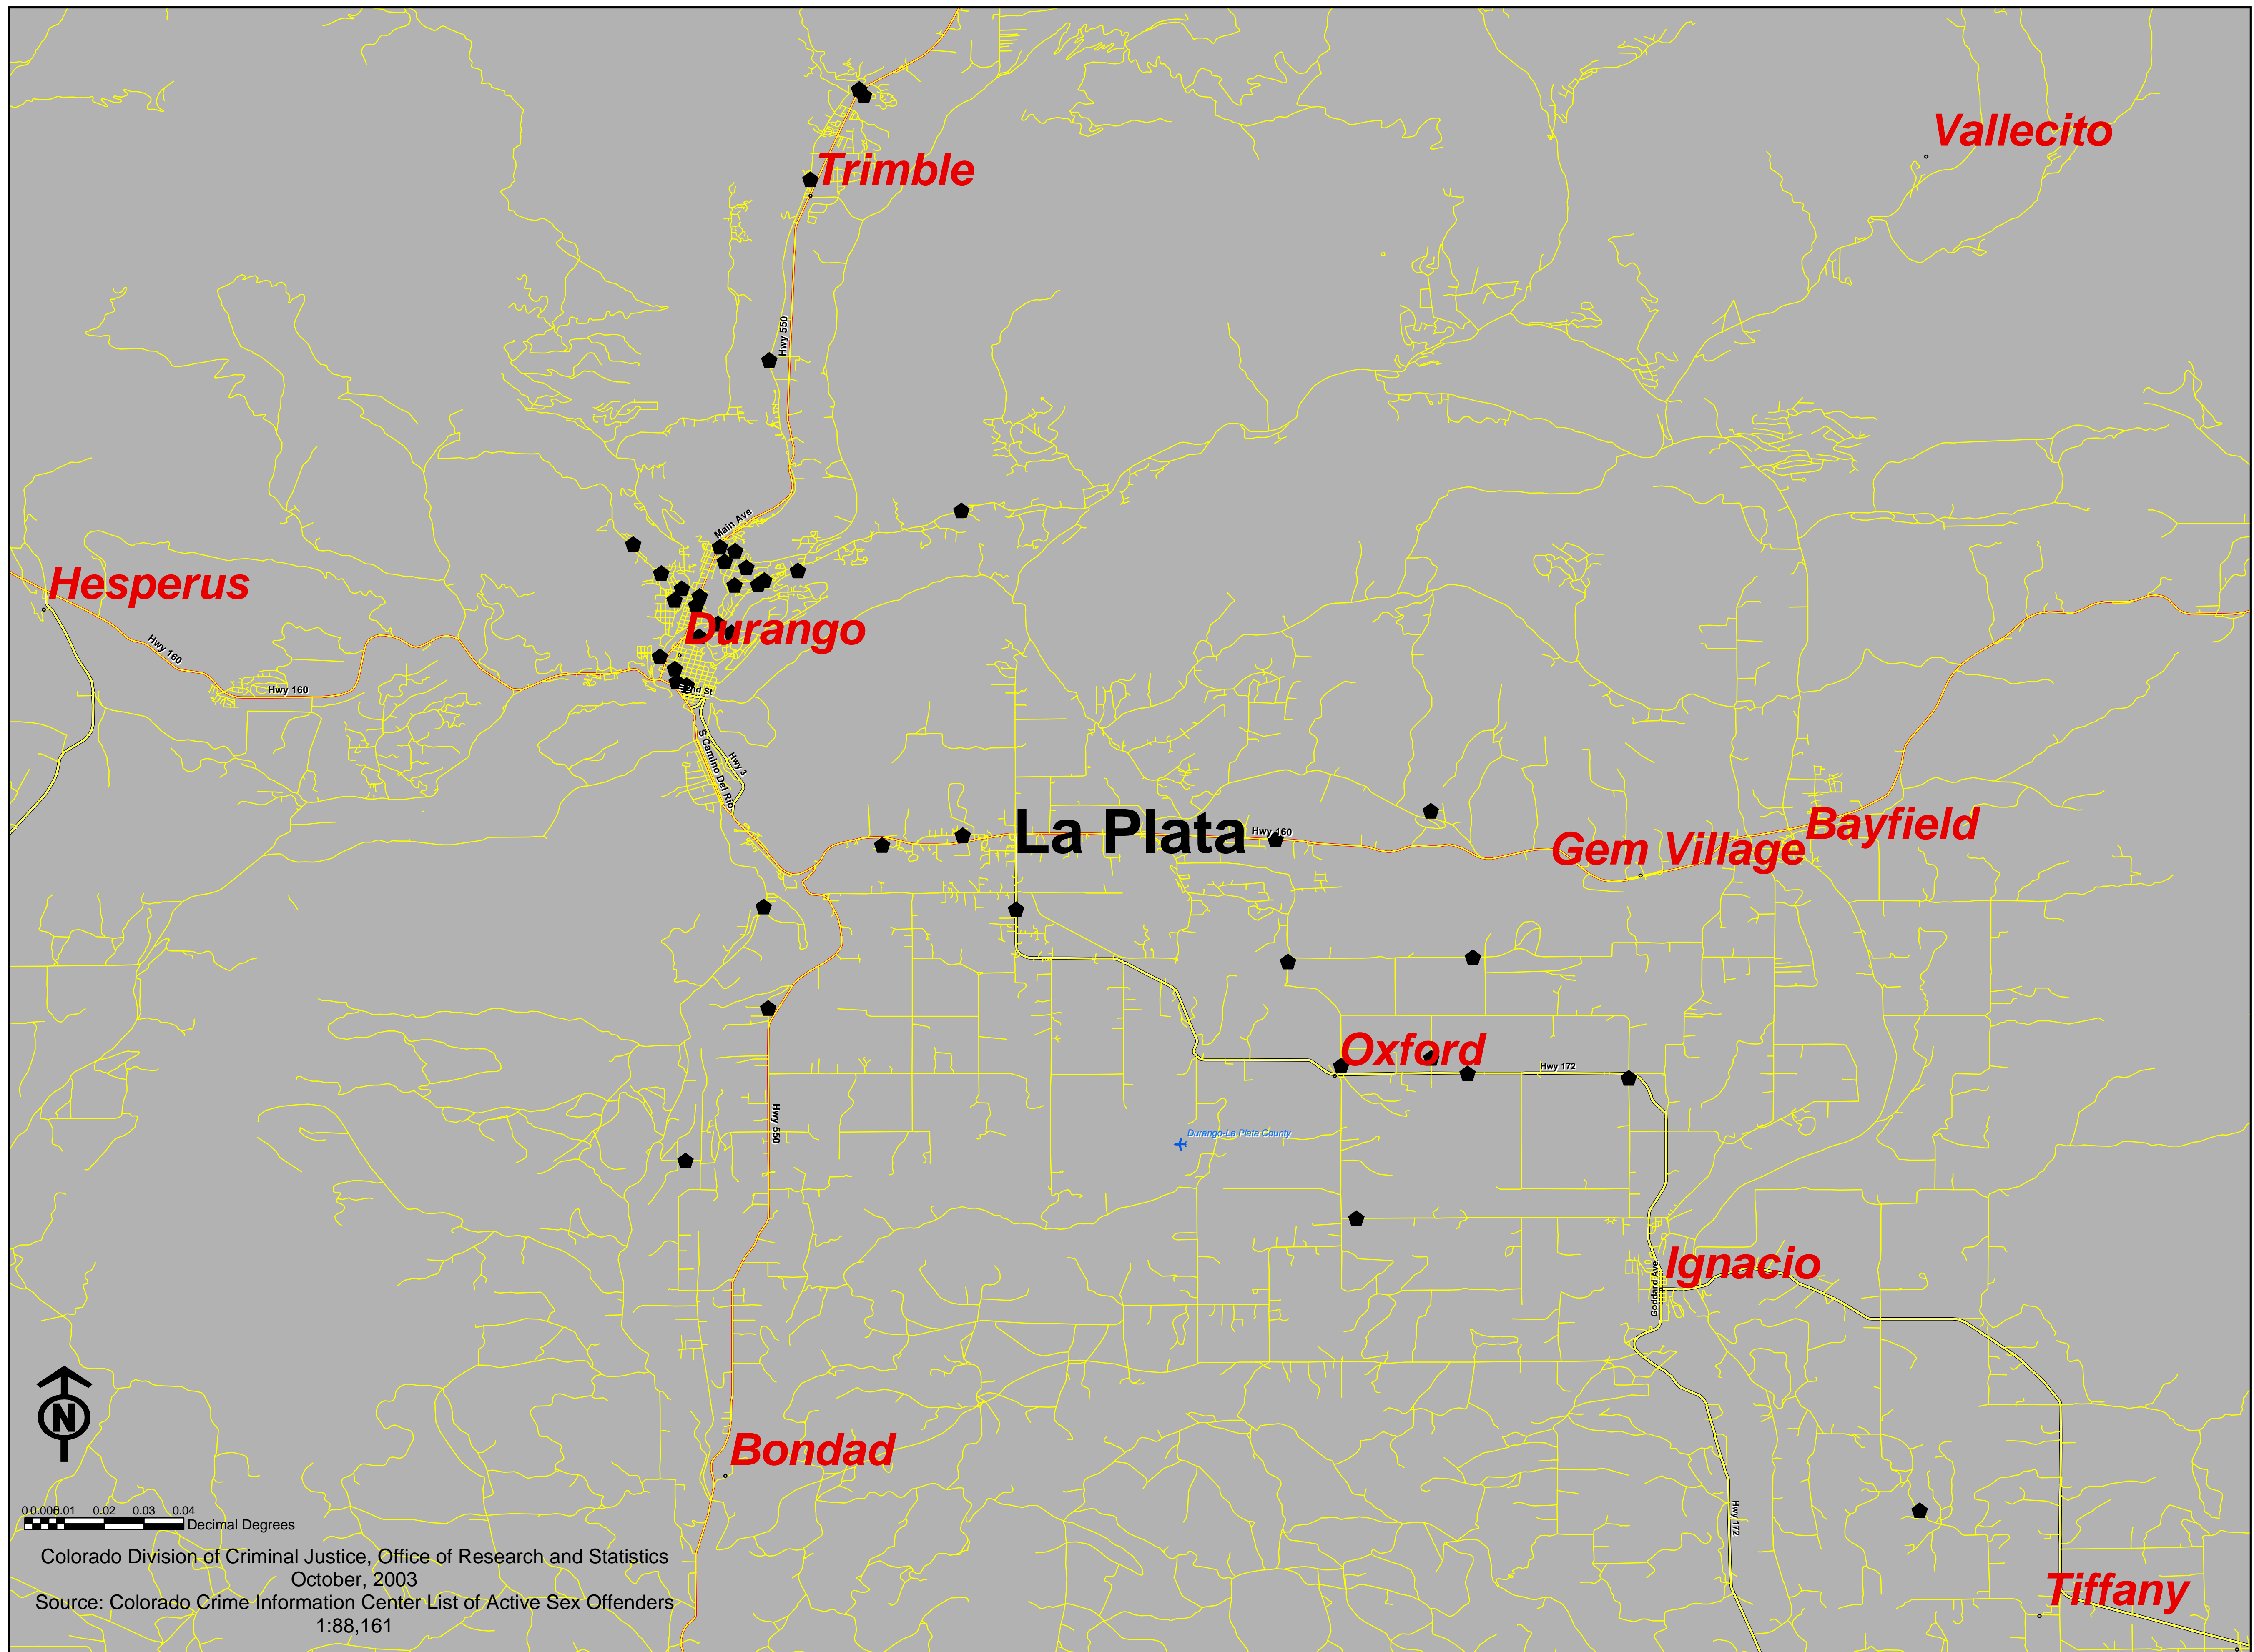 Vallecito
Trimble
Hwy 550
Main Ave
Hesperus
Durango
Hwy 160
Hwy 160
2nd St
S Camino Del Rio
Hwy 3
La Plata
Hwy 160
Bayfield
Gem Village
Oxford
Hwy 172
Hwy 550
Durango-La Plata County
Ignacio
Goddard Ave
N
Bondad
Hwy 172
0 0.005 0.01 0.02 0.03 0.04
Decimal Degrees
Colorado Division of Criminal Justice, Office of Research and Statistics
October, 2003
Source: Colorado Crime Information Center List of Active Sex Offenders
1:88,161
Tiffany